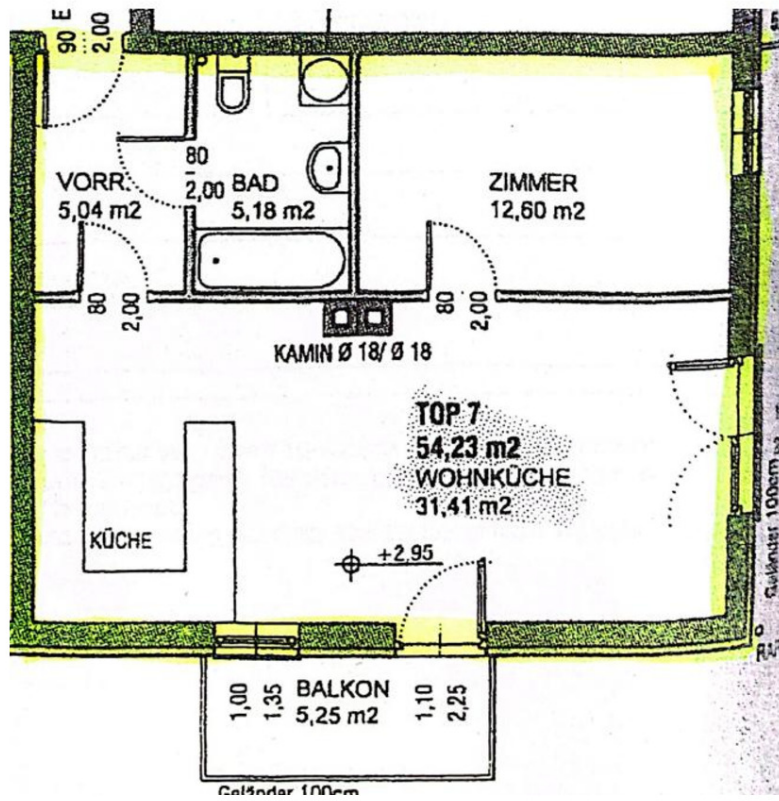 E
90
2,00
80
2,00
VORR.
5,04 m2
BAD
5,18 m2
ZIMMER
12,60 m2
80
2,00
80
2,00
KAMIN Ø 18/ Ø 18
TOP 7
54,23 m2
WOHNKÜCHE
31,41 m2
KÜCHE
+2,95
1,00
1,35
BALKON
5,25 m2
1,10
2,25
Geländer 100cm
Geländer 100cm